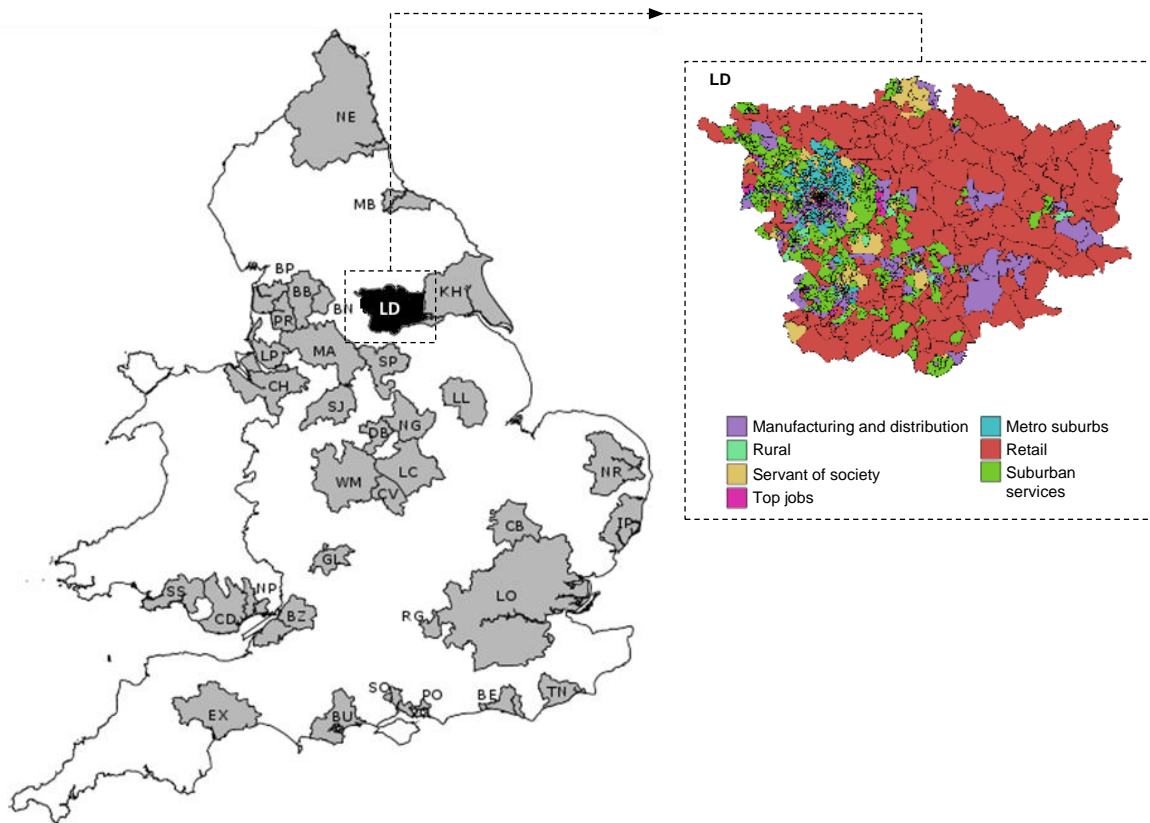 NE
MB
BP
BB
BN
PR
LD
KH
LP
MA
SP
CH
SJ
LL
DB
NG
NR
WM
LC
CV
CB
IP
GL
SS
NP
CD
BZ
LO
RG
SO
PO
BE
TN
EX
BU
LD
Manufacturing and distribution
Rural
Servant of society
Top jobs
Metro suburbs
Retail
Suburban
services